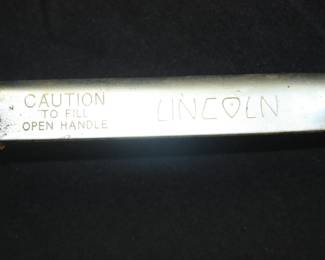 CAUTION
TO FILL
OPEN HANDLE
LINCOLN